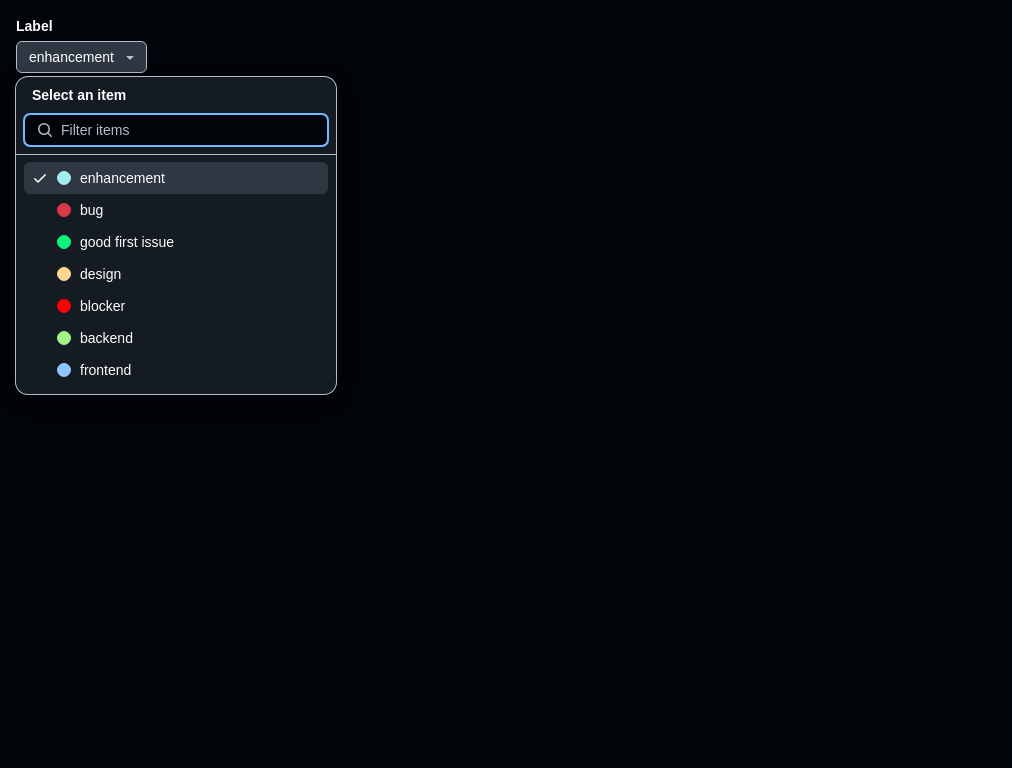 Label
enhancement
Select an item
Filter items
enhancement
bug
good first issue
design
blocker
backend
frontend